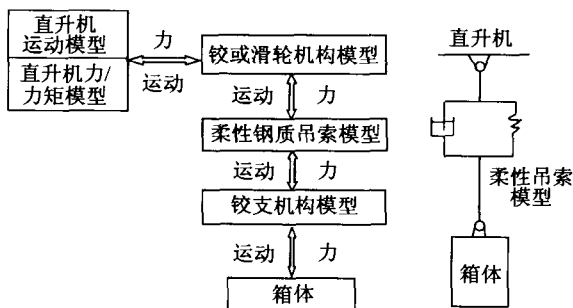 直升机
运动模型
直升机力/
力矩模型
力
运动
铰或滑轮机构模型
运动 力
柔性钢质吊索模型
运动 力
铰支机构模型
运动 力
箱体
直升机
柔性吊索
模型
箱体